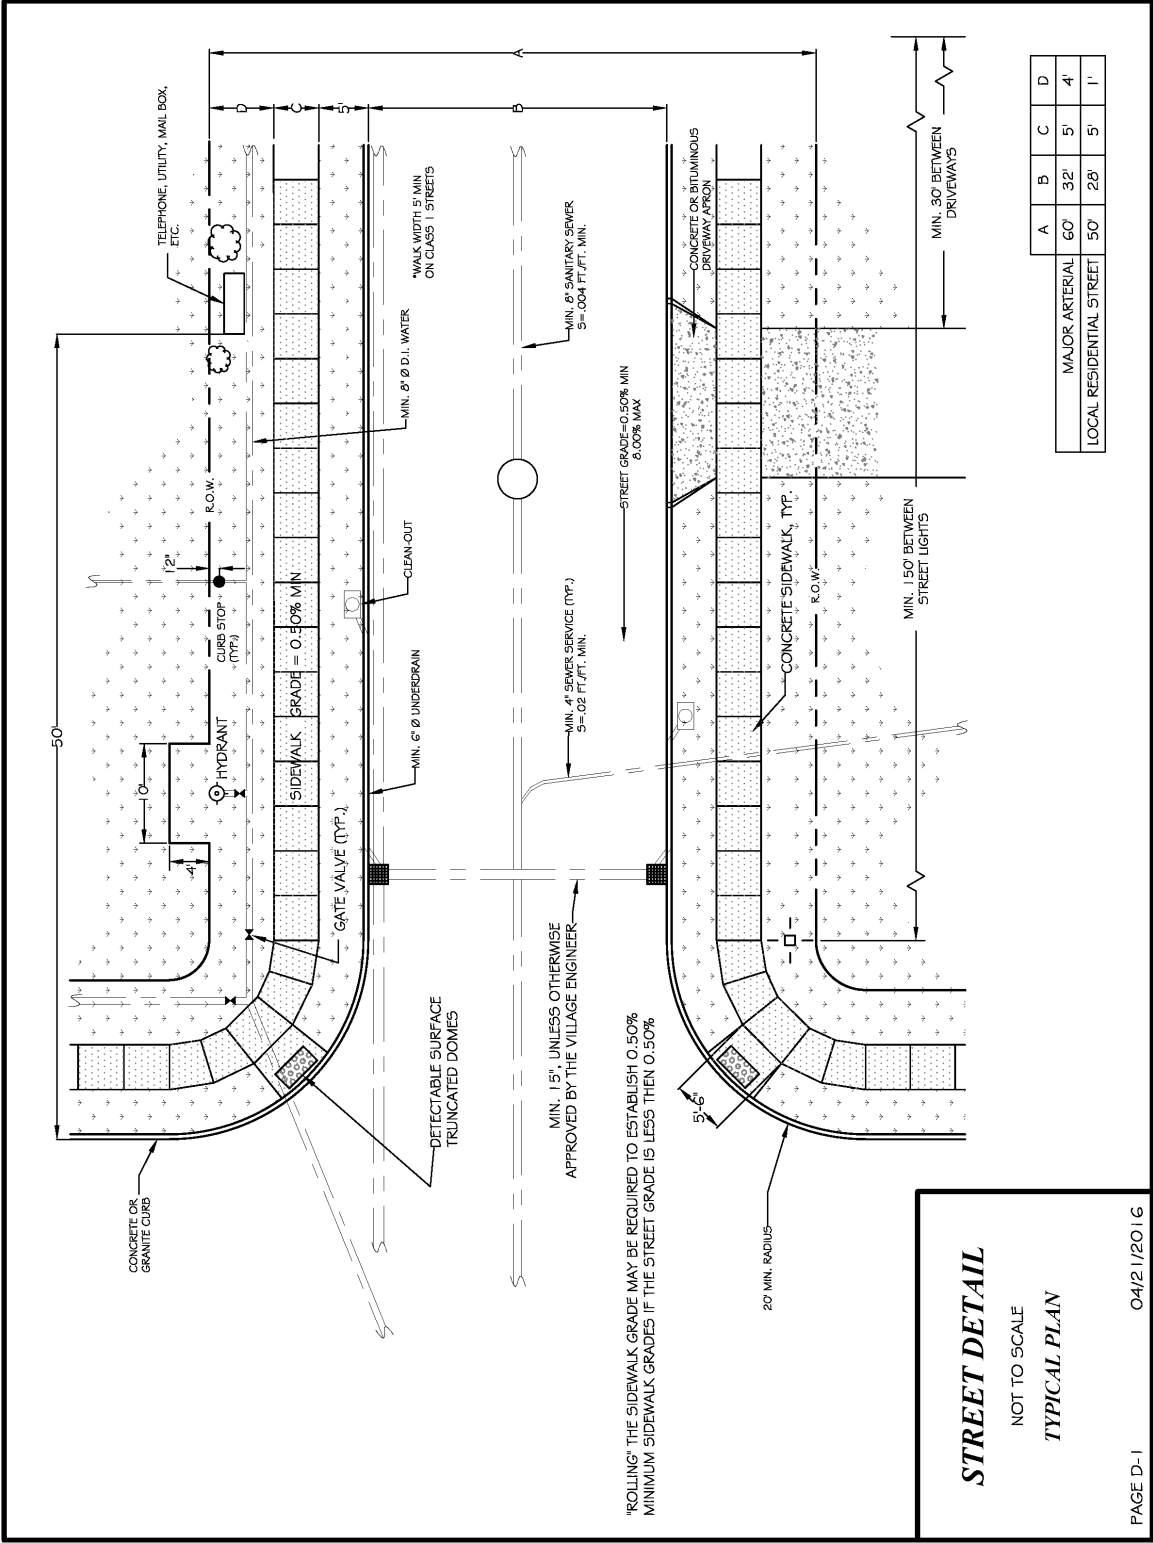 50'
10'
4'
HYDRANT
12"
CURB STOP
(TYP.)
R.O.W.
TELEPHONE, UTILITY, MAIL BOX,
ETC.
D
C
5'
B
A
SIDEWALK GRADE = 0.50% MIN
GATE VALVE (TYP.)
CONCRETE OR
GRANITE CURB
MIN. 6" Ø UNDERDRAIN
CLEAN-OUT
MIN. 8" Ø D.I. WATER
*WALK WIDTH 5' MIN
ON CLASS I STREETS
DETECTABLE SURFACE
TRUNCATED DOMES
MIN. 15", UNLESS OTHERWISE
APPROVED BY THE VILLAGE ENGINEER
MIN. 4" SEWER SERVICE (TYP.)
S=.02 FT./FT. MIN.
MIN. 8" SANITARY SEWER
S=.004 FT./FT. MIN.
STREET GRADE=0.50% MIN
8.00% MAX
"ROLLING" THE SIDEWALK GRADE MAY BE REQUIRED TO ESTABLISH 0.50%
MINIMUM SIDEWALK GRADES IF THE STREET GRADE IS LESS THEN 0.50%
5'-6"
20' MIN. RADIUS
CONCRETE OR BITUMINOUS
DRIVEWAY APRON
CONCRETE SIDEWALK, TYP.
R.O.W.
MIN. 150' BETWEEN
STREET LIGHTS
MIN. 30' BETWEEN
DRIVEWAYS
A B C D
MAJOR ARTERIAL 60' 32' 5' 4'
LOCAL RESIDENTIAL STREET 50' 28' 5' 1'
STREET DETAIL
NOT TO SCALE
TYPICAL PLAN
PAGE D-1 04/21/2016